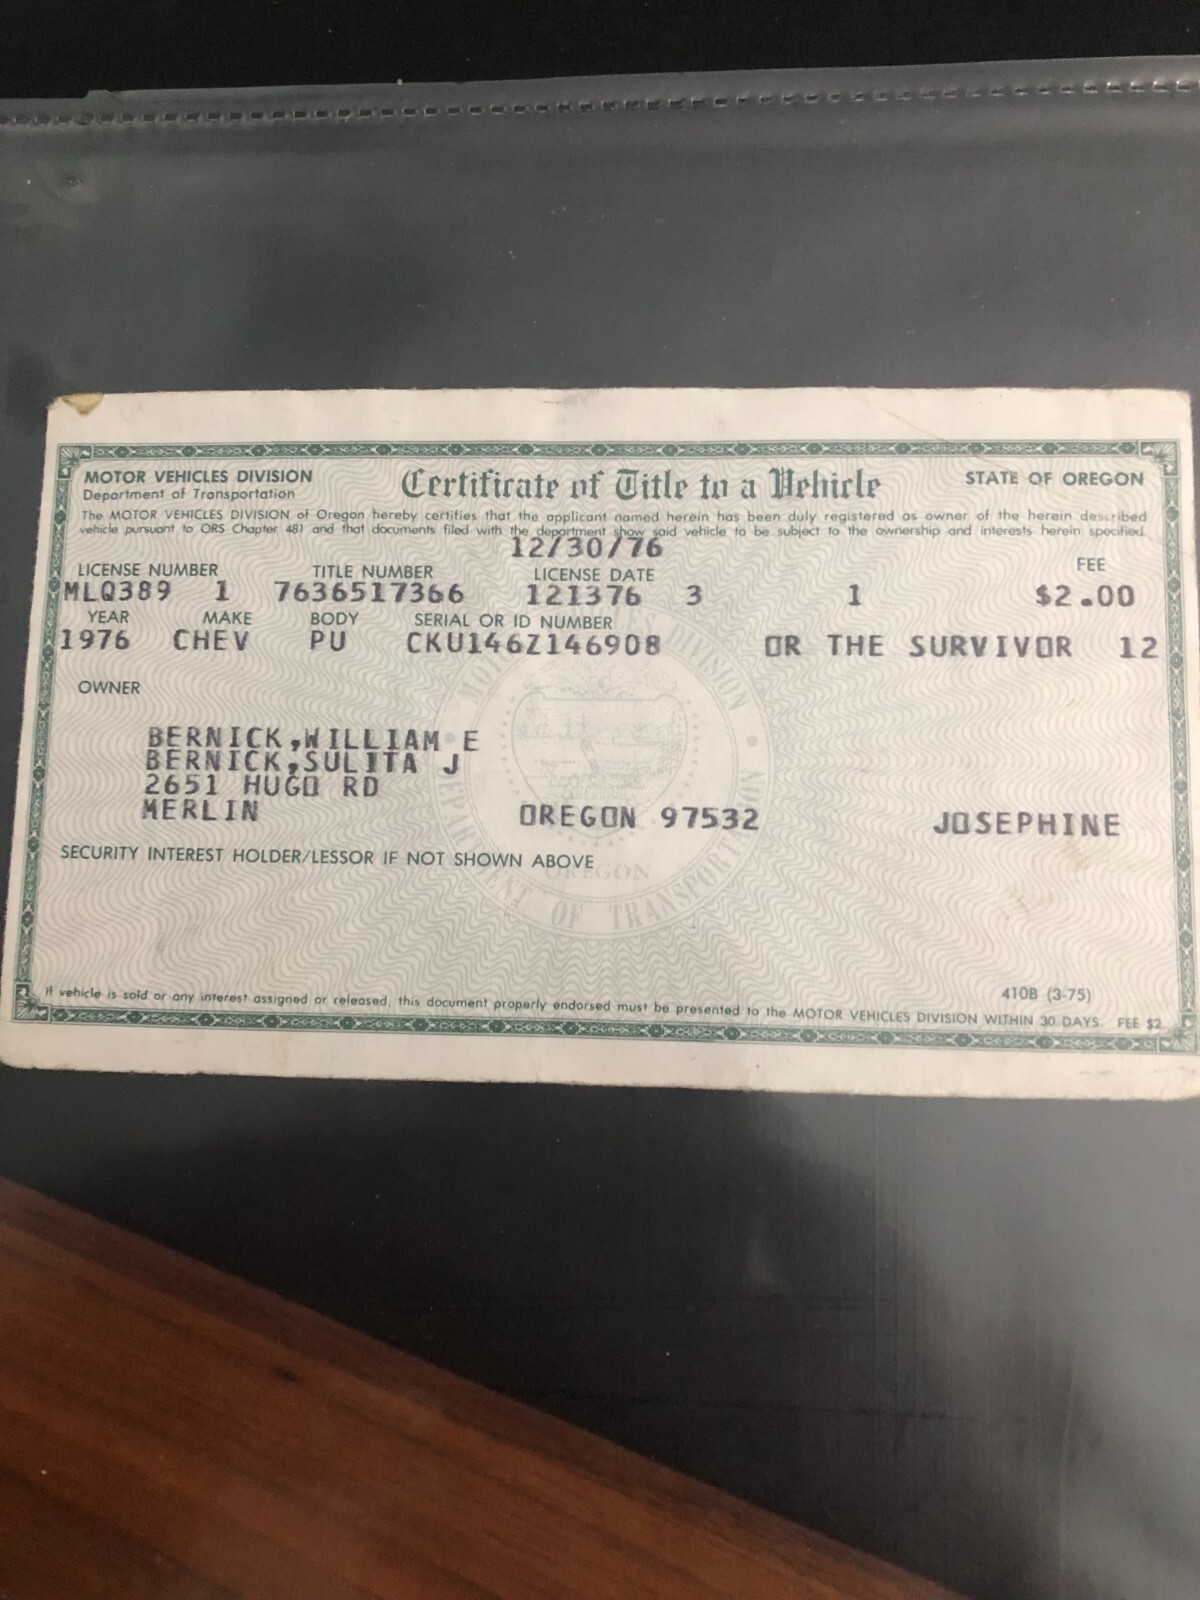 MOTOR VEHICLES DIVISION
Department of Transportation
Certificate of Title to a Vehicle
STATE OF OREGON
The MOTOR VEHICLES DIVISION of Oregon hereby certifies that the applicant named herein has been duly registered as owner of the herein described
vehicle pursuant to ORS Chapter 481 and that documents filed with the department show said vehicle to be subject to the ownership and interests herein specified.
12/30/76
LICENSE NUMBER TITLE NUMBER LICENSE DATE FEE
MLQ389 1 7636517366 121376 3 1 $2.00
YEAR MAKE BODY SERIAL OR ID NUMBER
1976 CHEV PU CKU146Z146908 OR THE SURVIVOR 12
OWNER
BERNICK,WILLIAM E
BERNICK,SULITA J
2651 HUGO RD
MERLIN OREGON 97532 JOSEPHINE
SECURITY INTEREST HOLDER/LESSOR IF NOT SHOWN ABOVE
OREGON
DEPARTMENT OF TRANSPORTATION
MOTOR VEHICLES DIVISION
410B (3-75)
If vehicle is sold or any interest assigned or released, this document properly endorsed must be presented to the MOTOR VEHICLES DIVISION WITHIN 30 DAYS. FEE $2